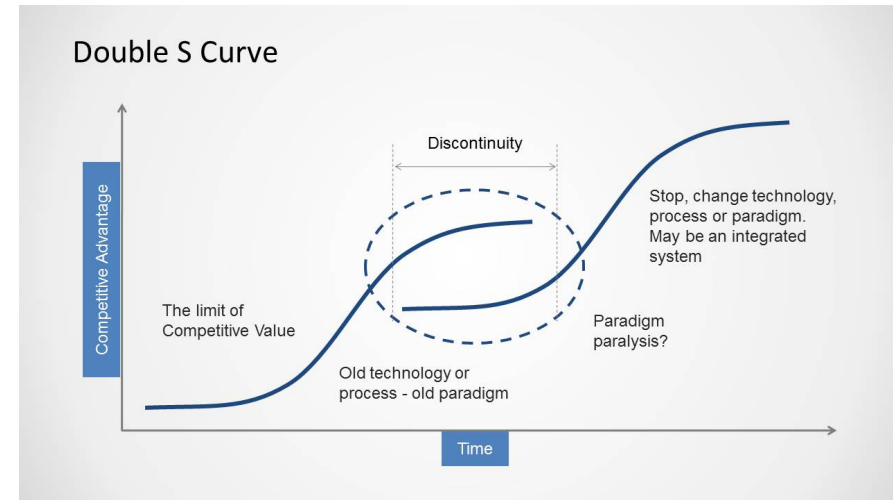 Double S Curve
Discontinuity
Competitive Advantage
Stop, change technology,
process or paradigm.
May be an integrated
system
The limit of
Competitive Value
Paradigm
paralysis?
Old technology or
process - old paradigm
Time